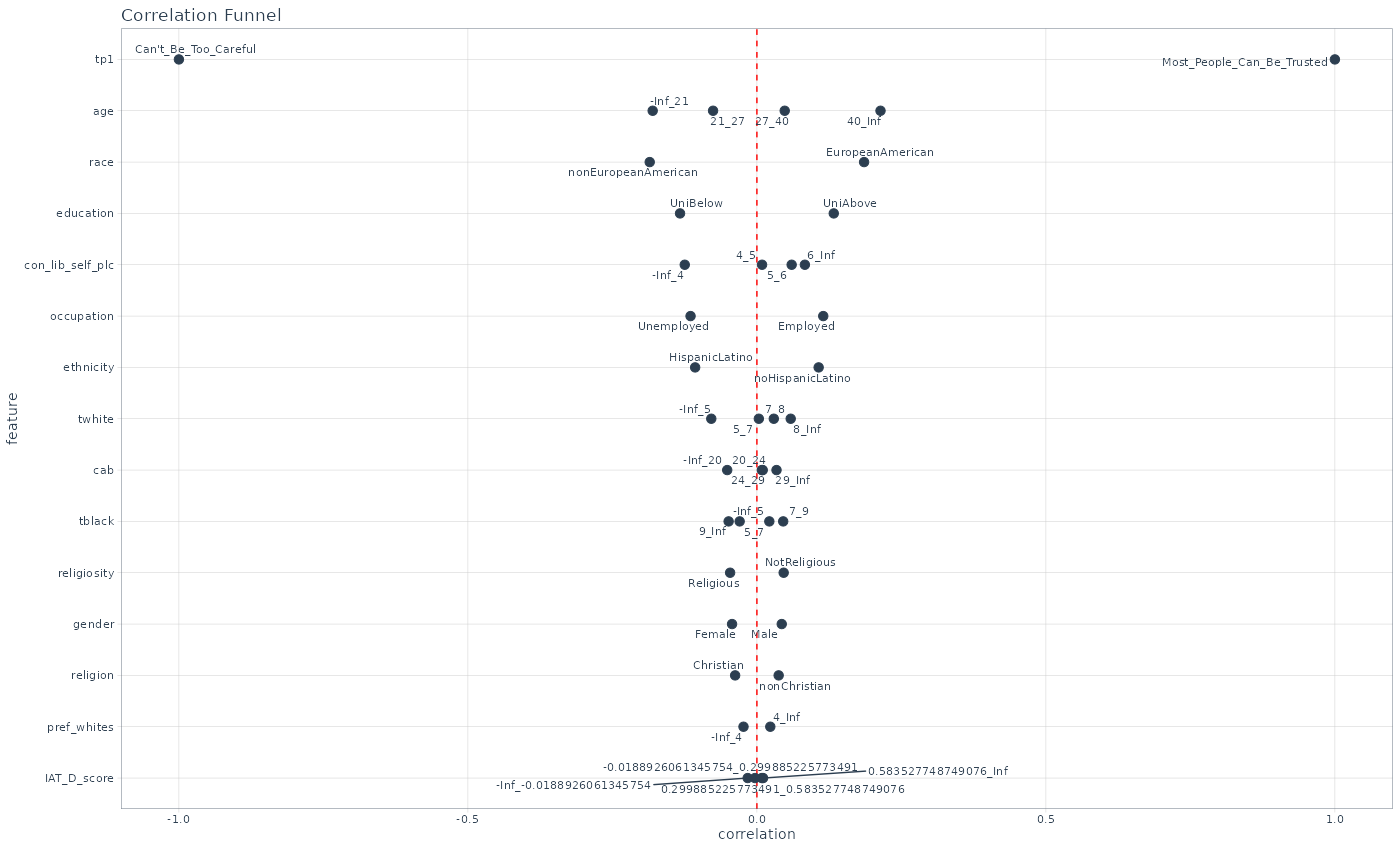 Correlation Funnel
Can't_Be_Too_Careful
tp1
Most_People_Can_Be_Trusted
-Inf_21
age
21_27
27_40
40_Inf
EuropeanAmerican
race
nonEuropeanAmerican
UniBelow
UniAbove
education
4_5
6_Inf
con_lib_self_plc
-Inf_4
5_6
occupation
Unemployed
Employed
HispanicLatino
ethnicity
noHispanicLatino
-Inf_5
7_8
twhite
5_7
8_Inf
-Inf_20
20_24
cab
24_29
29_Inf
-Inf_5
7_9
tblack
9_Inf
5_7
NotReligious
religiosity
Religious
gender
Female
Male
Christian
religion
nonChristian
4_Inf
pref_whites
-Inf_4
-0.0188926061345754_0.299885225773491
0.583527748749076_Inf
IAT_D_score
-Inf_-0.0188926061345754
0.299885225773491_0.583527748749076
-1.0
-0.5
0.0
0.5
1.0
correlation
feature